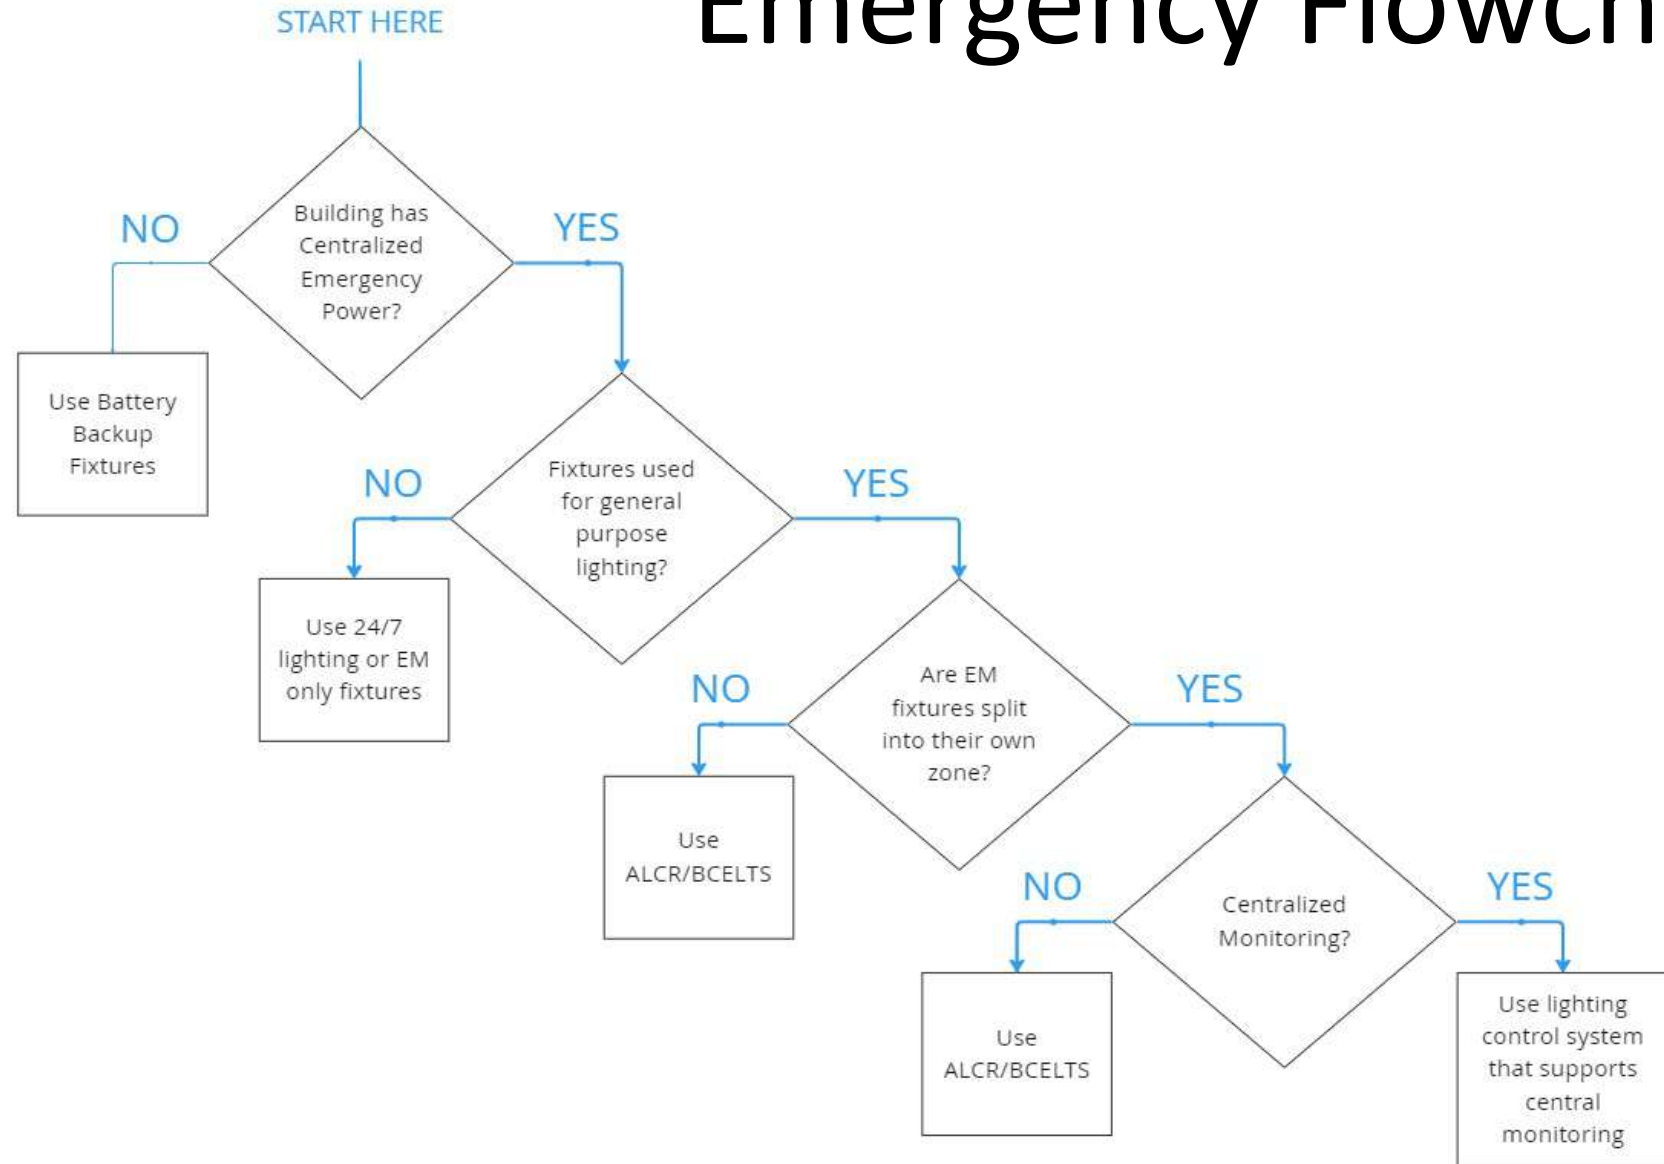 Emergency Flowch
START HERE
Building has
Centralized
Emergency
Power?
NO
YES
Use Battery
Backup
Fixtures
Fixtures used
for general
purpose
lighting?
NO
YES
Use 24/7
lighting or EM
only fixtures
Are EM
fixtures split
into their own
zone?
NO
YES
Use
ALCR/BCELTS
Centralized
Monitoring?
NO
YES
Use
ALCR/BCELTS
Use lighting
control system
that supports
central
monitoring